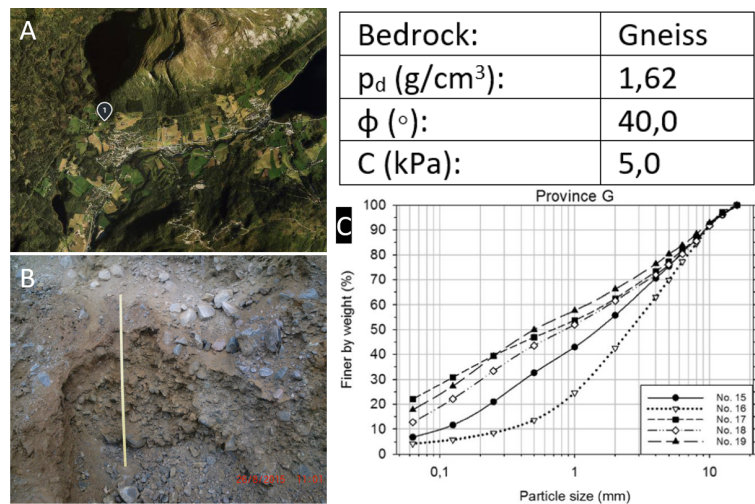 A
1
Bedrock: Gneiss
p_d (g/cm³): 1,62
ϕ (°): 40,0
C (kPa): 5,0
B
C
Province G
Finer by weight (%)
100
90
80
70
60
50
40
30
20
10
0
0,1 1 10
Particle size (mm)
No. 15
No. 16
No. 17
No. 18
No. 19